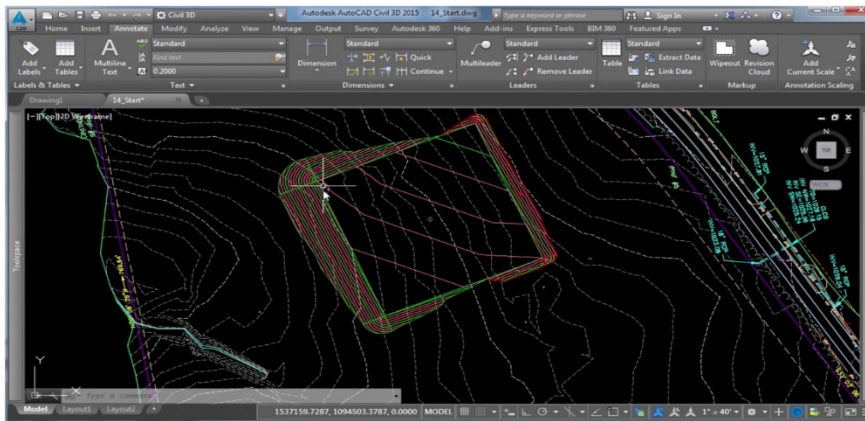 Civil 3D
Autodesk AutoCAD Civil 3D 2015 14_Start.dwg
Type a keyword or phrase
Sign In
Home Insert Annotate Modify Analyze View Manage Output Survey Autodesk 360 Help Add-ins Express Tools BIM 360 Featured Apps
Add Labels
Add Tables
Multiline Text
Standard
Find text
0.2000
Dimension
Standard
Quick
Continue
Multileader
Standard
Add Leader
Remove Leader
Table
Standard
Extract Data
Link Data
Wipeout
Revision Cloud
Add Current Scale
Labels & Tables
Text
Dimensions
Leaders
Tables
Markup
Annotation Scaling
Drawing1
14_Start*
[−][Top][2D Wireframe]
N
W
TOP
E
S
WCS
Toolspace
Y
X
Type a command
Model Layout1 Layout2
1537159.7287, 1094503.3787, 0.0000 MODEL
1" = 40'